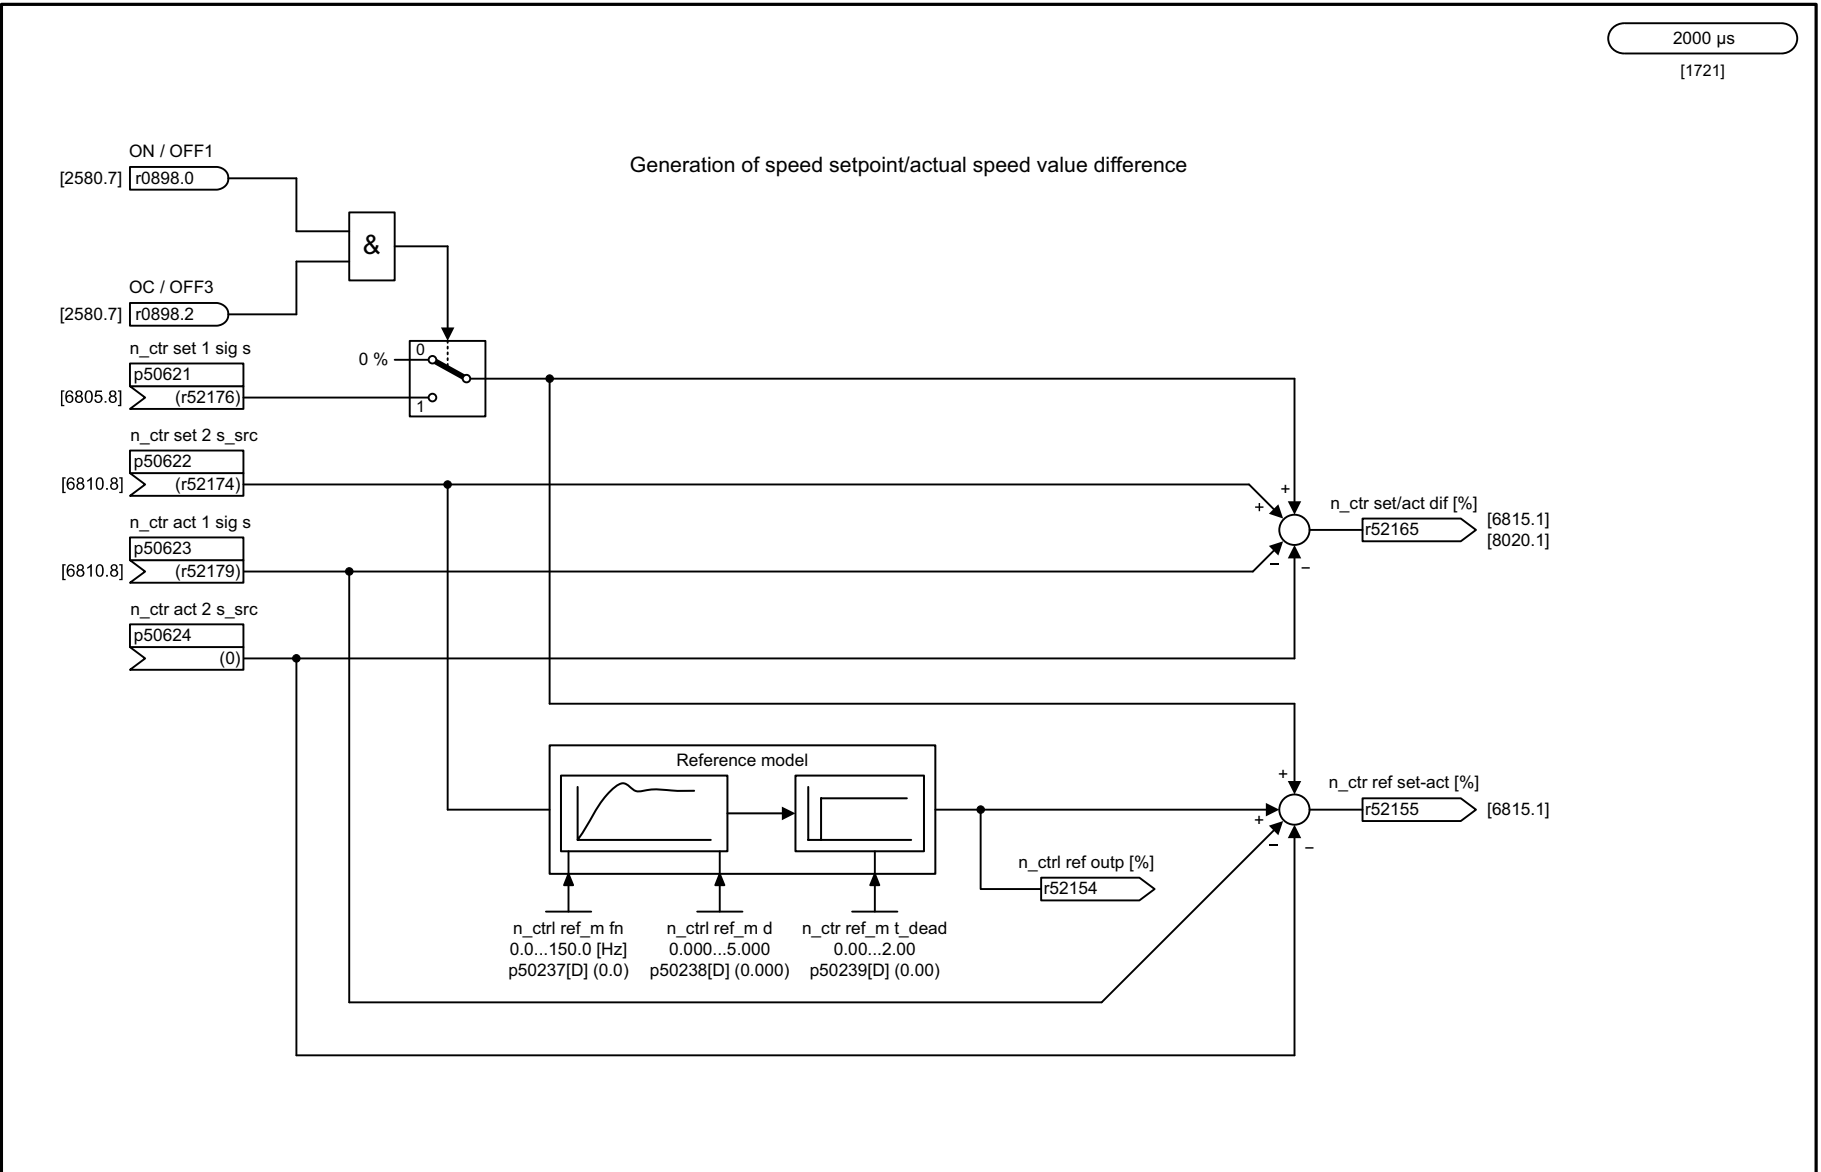 2000 µs
[1721]
Generation of speed setpoint/actual speed value difference
ON / OFF1
[2580.7] r0898.0
&
OC / OFF3
[2580.7] r0898.2
n_ctr set 1 sig s
p50621
[6805.8] (r52176)
0 %
0
1
n_ctr set 2 s_src
p50622
[6810.8] (r52174)
n_ctr act 1 sig s
p50623
[6810.8] (r52179)
n_ctr act 2 s_src
p50624
(0)
+
+
–
–
n_ctr set/act dif [%]
r52165
[6815.1]
[8020.1]
Reference model
n_ctrl ref_m fn
0.0...150.0 [Hz]
p50237[D] (0.0)
n_ctrl ref_m d
0.000...5.000
p50238[D] (0.000)
n_ctr ref_m t_dead
0.00...2.00
p50239[D] (0.00)
n_ctrl ref outp [%]
r52154
+
+
–
–
n_ctr ref set-act [%]
r52155 [6815.1]